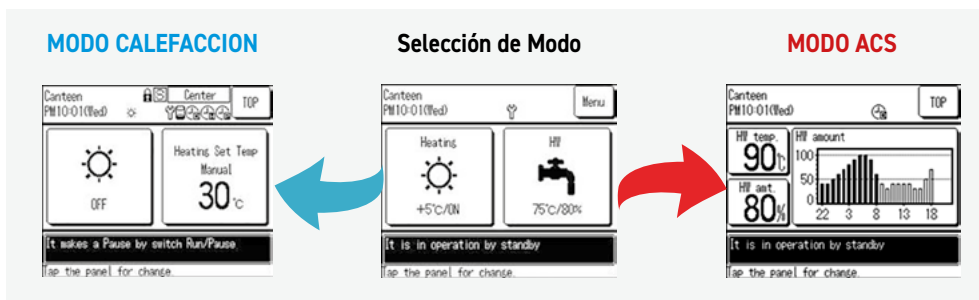 MODO CALEFACCION
Selección de Modo
MODO ACS
Canteen
S Center
PM10:01(Wed)
TOP
OFF
Heating Set Temp
Manual
30°C
It makes a Pause by switch Run/Pause
Tap the panel for change.
Canteen
PM10:01(Wed)
Menu
Heating
+5°C/ON
HW
75°C/80%
It is in operation by standby
Tap the panel for change.
Canteen
PM10:01(Wed)
TOP
HW temp.
90℃
HW amt.
80%
HW amount
100
50
0
22 3 8 13 18
It is in operation by standby
Tap the panel for change.